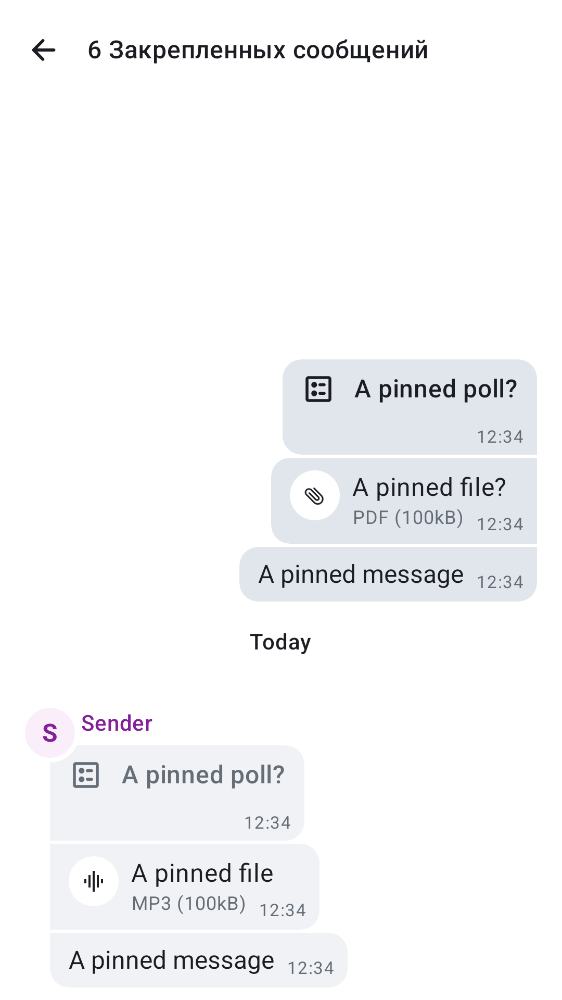 6 Закрепленных сообщений
A pinned poll?
12:34
A pinned file?
PDF (100kB) 12:34
A pinned message 12:34
Today
S Sender
A pinned poll?
12:34
A pinned file
MP3 (100kB) 12:34
A pinned message 12:34